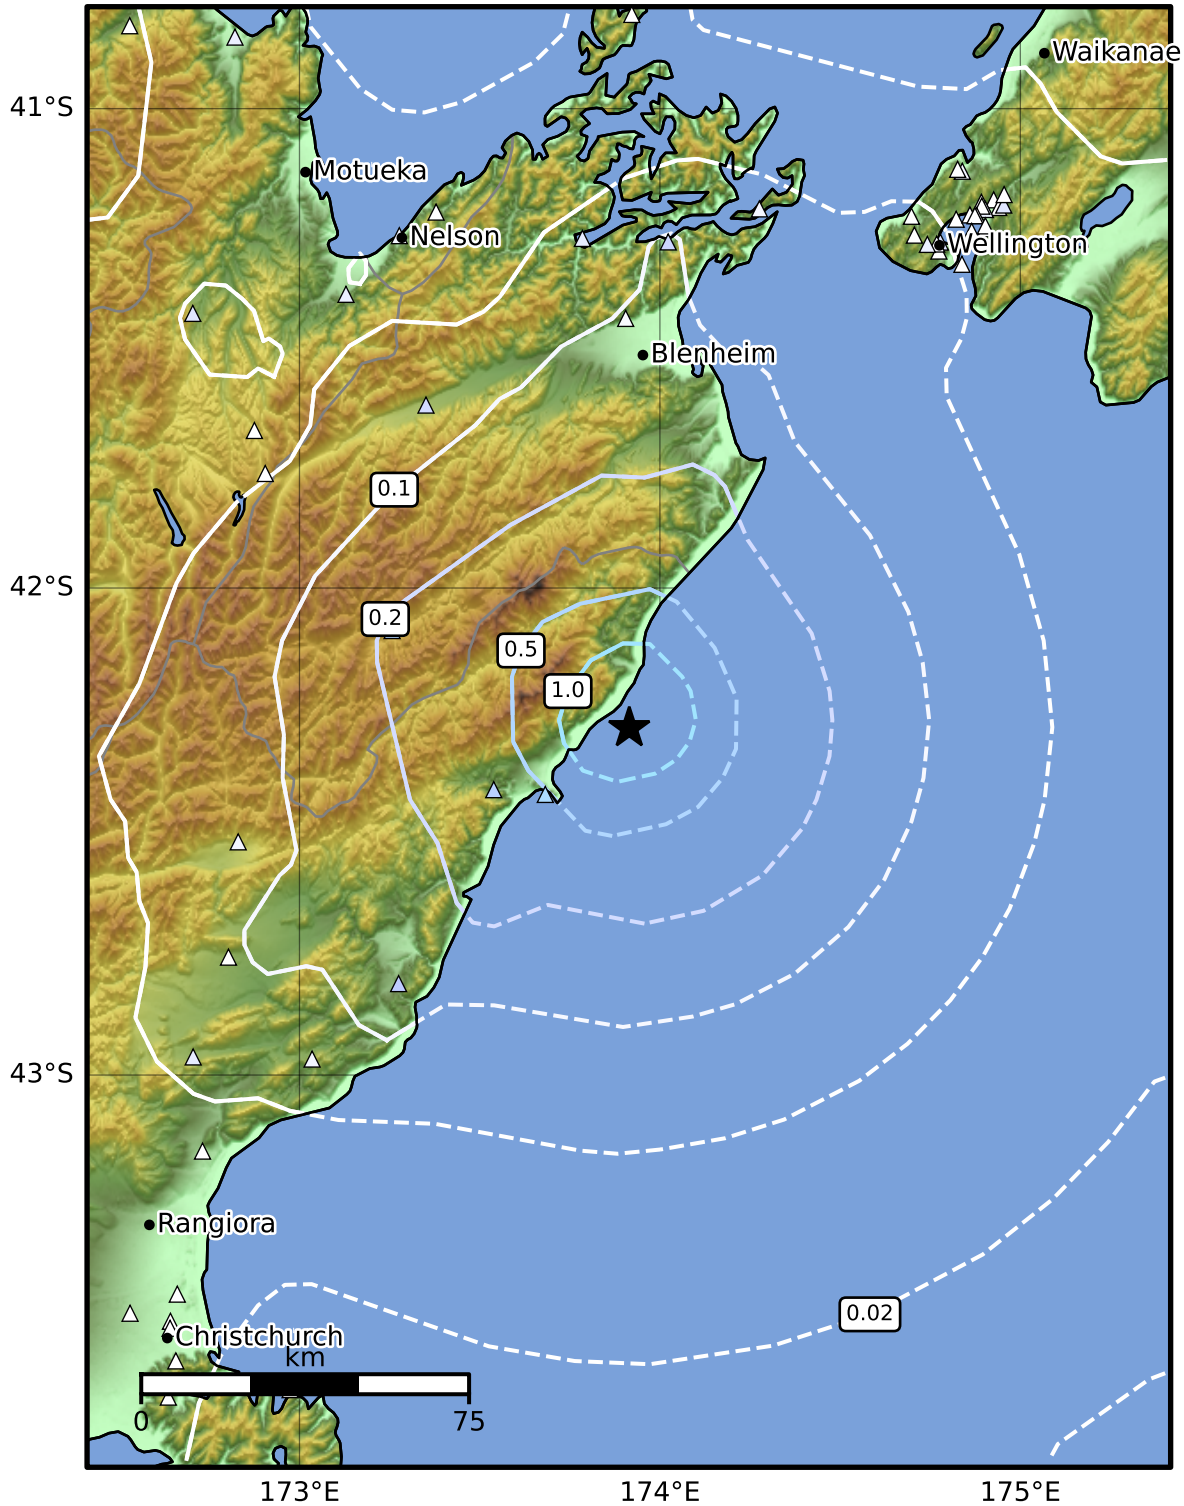 Waikanae
41°S
Motueka
Nelson
Wellington
Blenheim
0.1
42°S
0.2
0.5
1.0
43°S
Rangiora
0.02
Christchurch
km
0 75
173°E 174°E 175°E